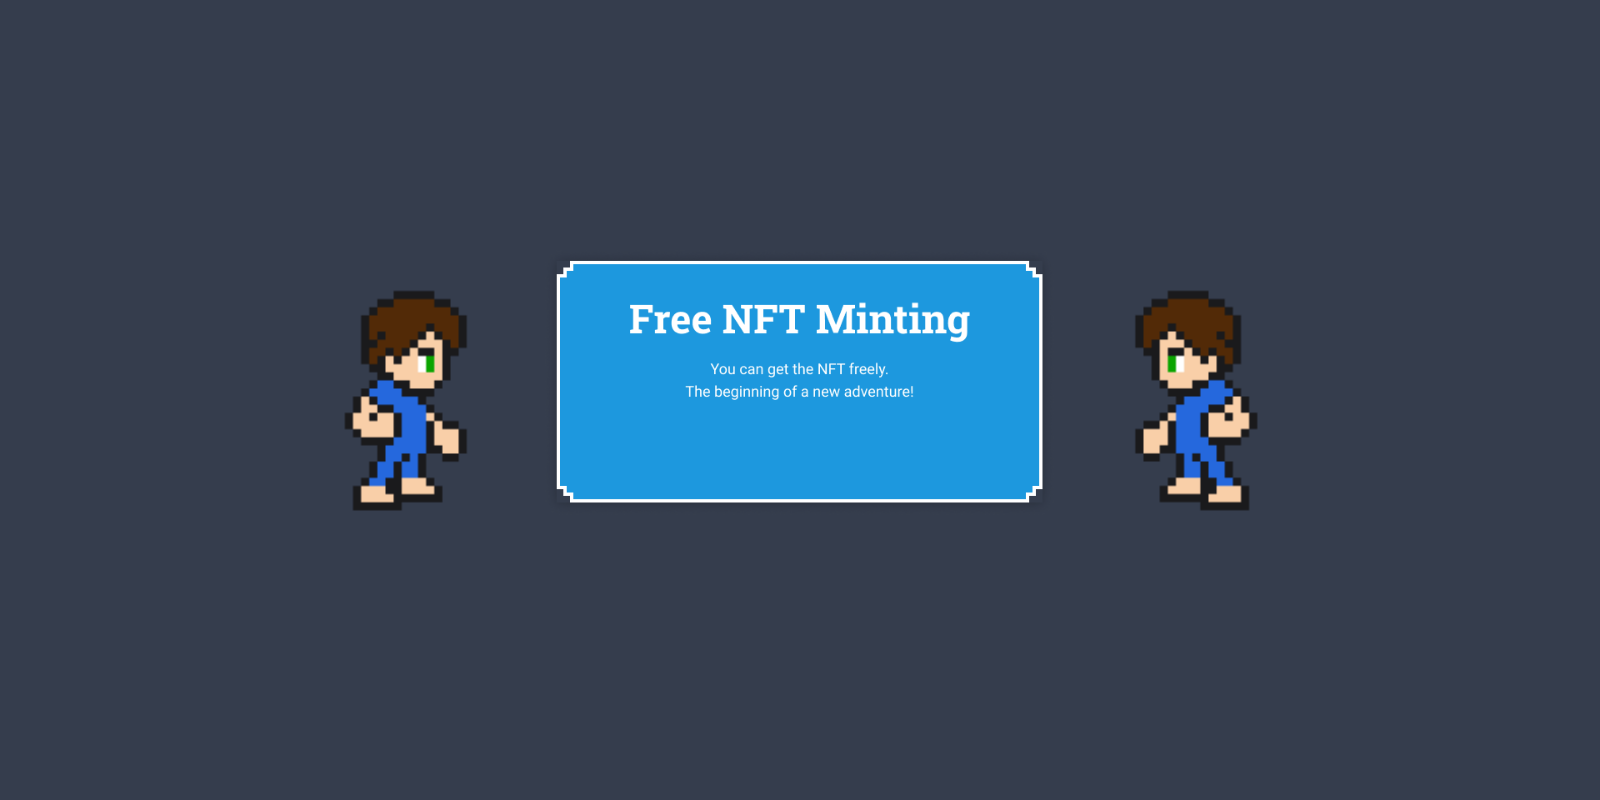 Free NFT Minting
You can get the NFT freely.
The beginning of a new adventure!